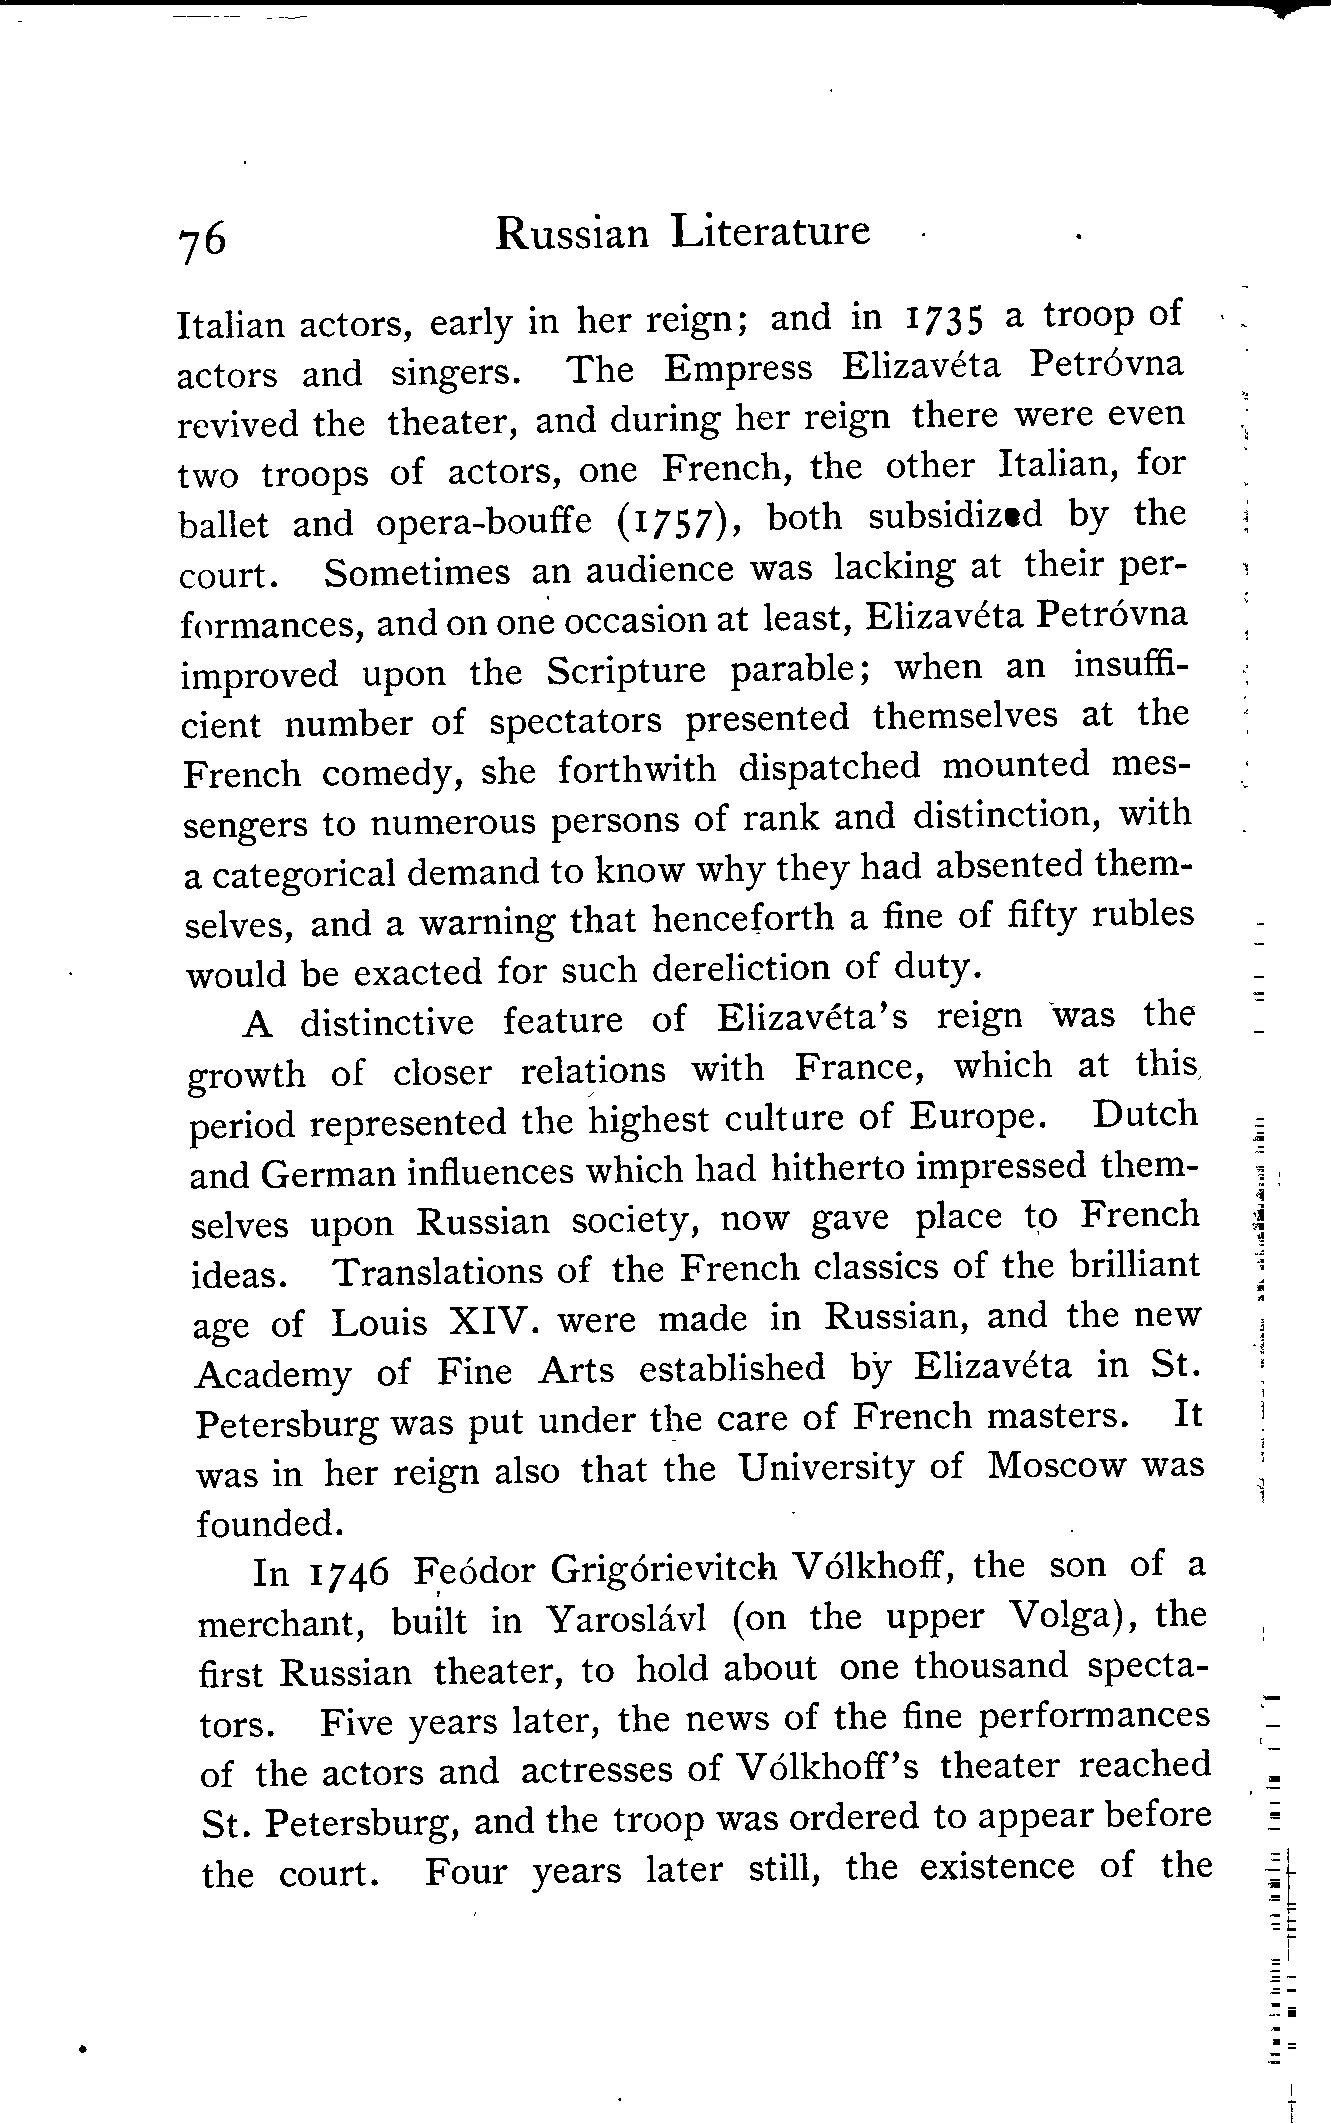 76 Russian Literature
Italian actors, early in her reign; and in 1735 a troop of
actors and singers. The Empress Elizavéta Petróvna
revived the theater, and during her reign there were even
two troops of actors, one French, the other Italian, for
ballet and opera-bouffe (1757), both subsidized by the
court. Sometimes an audience was lacking at their per-
formances, and on one occasion at least, Elizavéta Petróvna
improved upon the Scripture parable; when an insuffi-
cient number of spectators presented themselves at the
French comedy, she forthwith dispatched mounted mes-
sengers to numerous persons of rank and distinction, with
a categorical demand to know why they had absented them-
selves, and a warning that henceforth a fine of fifty rubles
would be exacted for such dereliction of duty.
A distinctive feature of Elizavéta's reign was the
growth of closer relations with France, which at this
period represented the highest culture of Europe. Dutch
and German influences which had hitherto impressed them-
selves upon Russian society, now gave place to French
ideas. Translations of the French classics of the brilliant
age of Louis XIV. were made in Russian, and the new
Academy of Fine Arts established by Elizavéta in St.
Petersburg was put under the care of French masters. It
was in her reign also that the University of Moscow was
founded.
In 1746 Feódor Grigórievitch Vólkhoff, the son of a
merchant, built in Yaroslávl (on the upper Volga), the
first Russian theater, to hold about one thousand specta-
tors. Five years later, the news of the fine performances
of the actors and actresses of Vólkhoff's theater reached
St. Petersburg, and the troop was ordered to appear before
the court. Four years later still, the existence of the